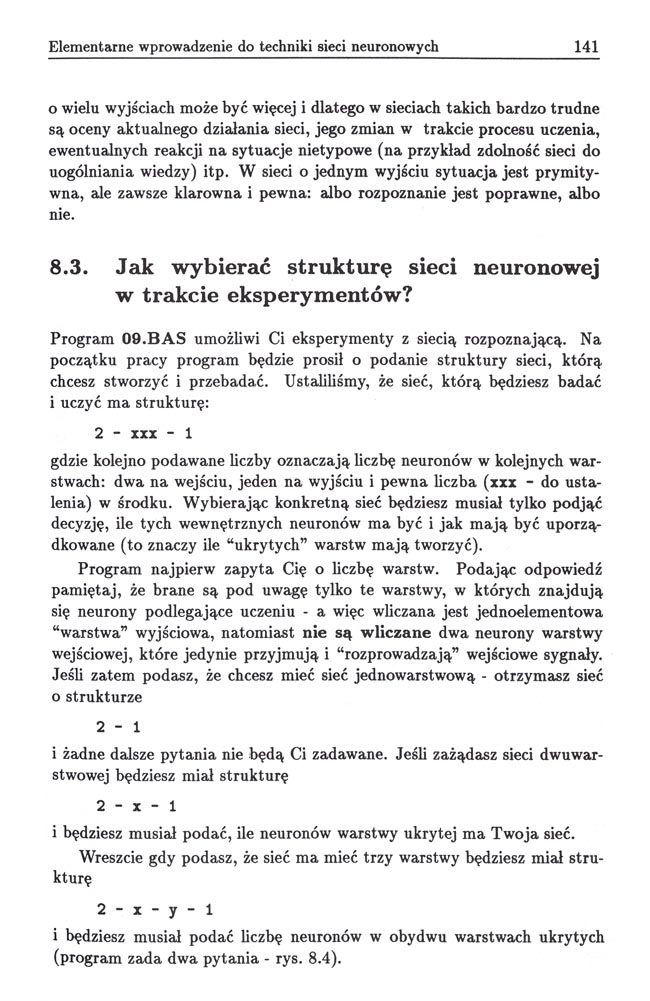 Elementarne wprowadzenie do techniki sieci neuronowych 141
o wielu wyjściach może być więcej i dlatego w sieciach takich bardzo trudne
są oceny aktualnego działania sieci, jego zmian w trakcie procesu uczenia,
ewentualnych reakcji na sytuacje nietypowe (na przykład zdolność sieci do
uogólniania wiedzy) itp. W sieci o jednym wyjściu sytuacja jest prymity-
wna, ale zawsze klarowna i pewna: albo rozpoznanie jest poprawne, albo
nie.
8.3. Jak wybierać strukturę sieci neuronowej
w trakcie eksperymentów?
Program 09.BAS umożliwi Ci eksperymenty z siecią rozpoznającą. Na
początku pracy program będzie prosił o podanie struktury sieci, którą
chcesz stworzyć i przebadać. Ustaliliśmy, że sieć, którą będziesz badać
i uczyć ma strukturę:
2 - xxx - 1
gdzie kolejno podawane liczby oznaczają liczbę neuronów w kolejnych war-
stwach: dwa na wejściu, jeden na wyjściu i pewna liczba (xxx - do usta-
lenia) w środku. Wybierając konkretną sieć będziesz musiał tylko podjąć
decyzję, ile tych wewnętrznych neuronów ma być i jak mają być uporzą-
dkowane (to znaczy ile “ukrytych” warstw mają tworzyć).
Program najpierw zapyta Cię o liczbę warstw. Podając odpowiedź
pamiętaj, że brane są pod uwagę tylko te warstwy, w których znajdują
się neurony podlegające uczeniu - a więc wliczana jest jednoelementowa
“warstwa” wyjściowa, natomiast nie są wliczane dwa neurony warstwy
wejściowej, które jedynie przyjmują i “rozprowadzają” wejściowe sygnały.
Jeśli zatem podasz, że chcesz mieć sieć jednowarstwową - otrzymasz sieć
o strukturze
2 - 1
i żadne dalsze pytania nie będą Ci zadawane. Jeśli zażądasz sieci dwuwar-
stwowej będziesz miał strukturę
2 - x - 1
i będziesz musiał podać, ile neuronów warstwy ukrytej ma Twoja sieć.
Wreszcie gdy podasz, że sieć ma mieć trzy warstwy będziesz miał stru-
kturę
2 - x - y - 1
i będziesz musiał podać liczbę neuronów w obydwu warstwach ukrytych
(program zada dwa pytania - rys. 8.4).